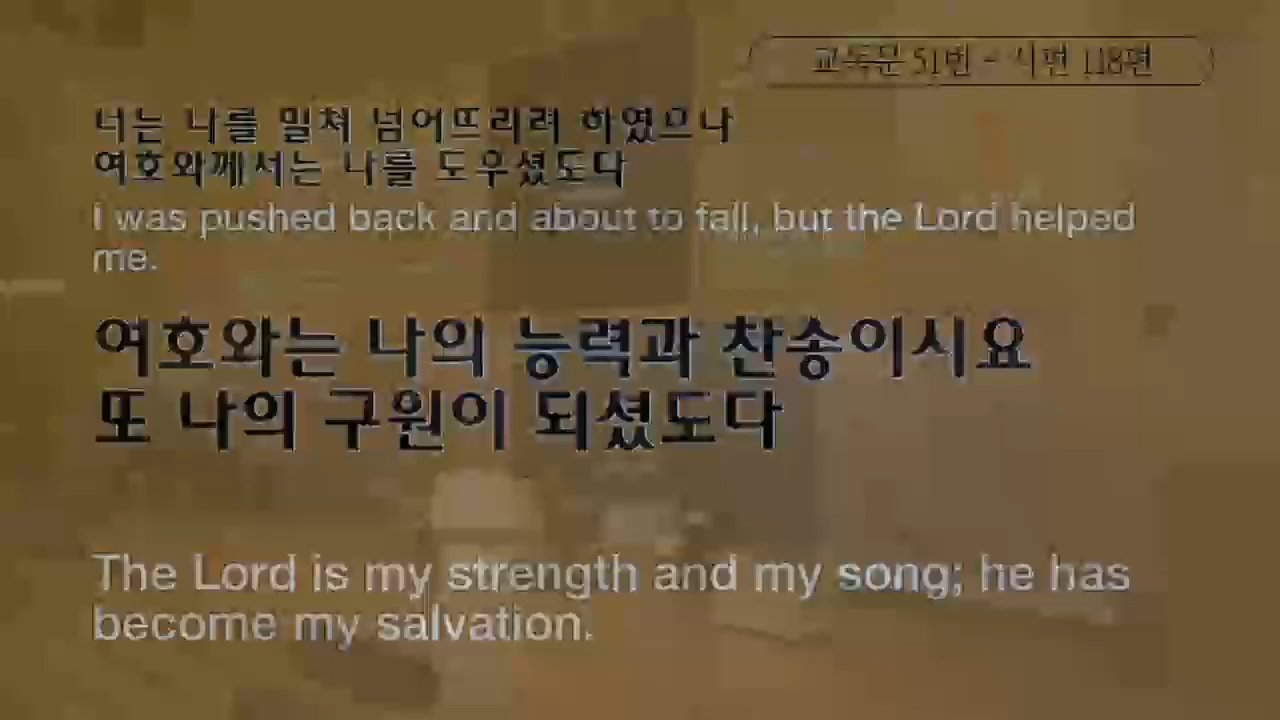 교독문 51번 - 시편 118편
너는 나를 밀쳐 넘어뜨리려 하였으나
여호와께서는 나를 도우셨도다
I was pushed back and about to fall, but the Lord helped
me.
여호와는 나의 능력과 찬송이시요
또 나의 구원이 되셨도다
The Lord is my strength and my song; he has
become my salvation.